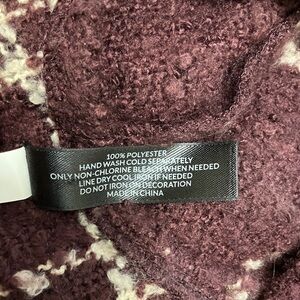 100% POLYESTER
HAND WASH COLD SEPARATELY
ONLY NON-CHLORINE BLEACH WHEN NEEDED
LINE DRY COOL IRON IF NEEDED
DO NOT IRON ON DECORATION
MADE IN CHINA